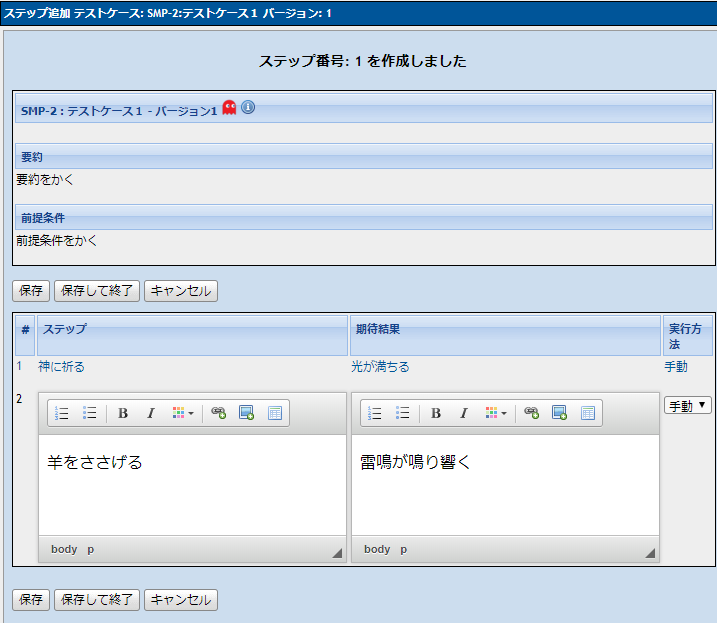 ステップ追加 テストケース: SMP-2:テストケース１ バージョン: 1
ステップ番号: 1 を作成しました
SMP-2 : テストケース１ - バージョン1
要約
要約をかく
前提条件
前提条件をかく
保存 保存して終了 キャンセル
# ステップ 期待結果 実行方法
1 神に祈る 光が満ちる 手動
2 手動
B I B I
羊をささげる 雷鳴が鳴り響く
body p body p
保存 保存して終了 キャンセル